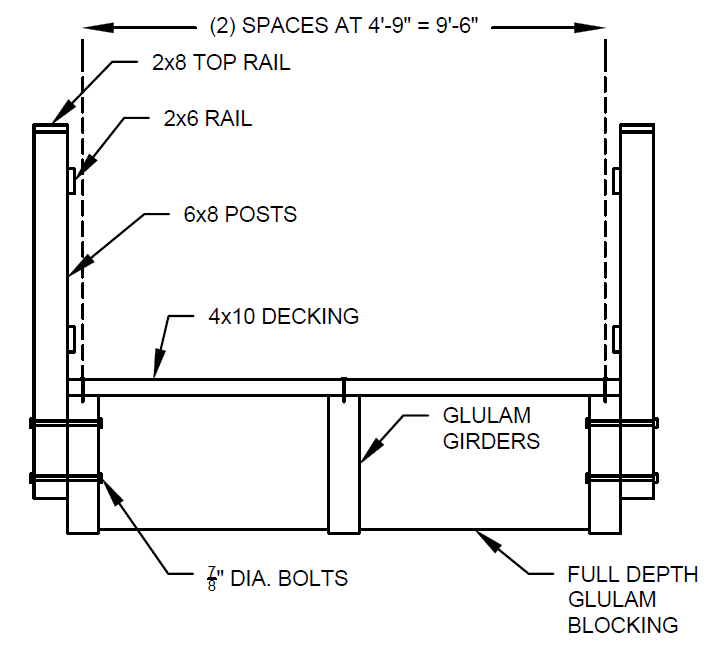 (2) SPACES AT 4'-9" = 9'-6"
2x8 TOP RAIL
2x6 RAIL
6x8 POSTS
4x10 DECKING
GLULAM
GIRDERS
7/8" DIA. BOLTS
FULL DEPTH
GLULAM
BLOCKING